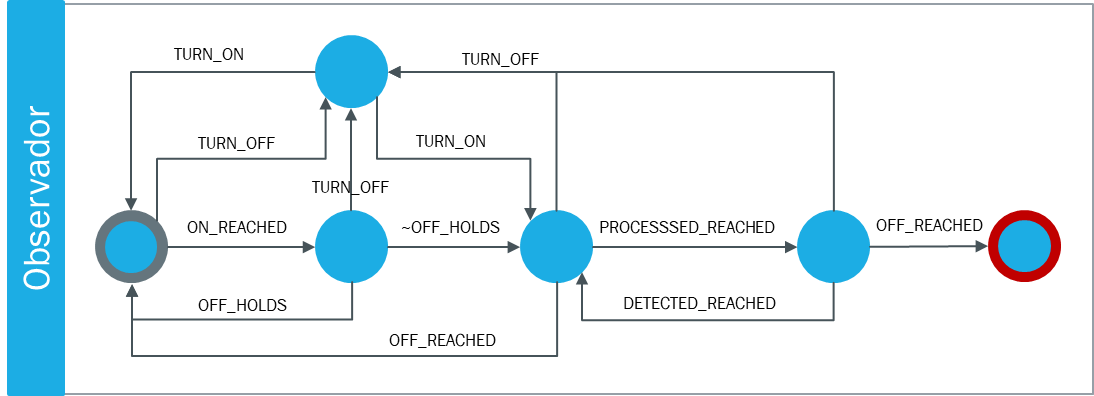 Observador
TURN_ON
TURN_OFF
TURN_OFF
TURN_ON
TURN_OFF
ON_REACHED
~OFF_HOLDS
PROCESSSED_REACHED
OFF_REACHED
OFF_HOLDS
DETECTED_REACHED
OFF_REACHED